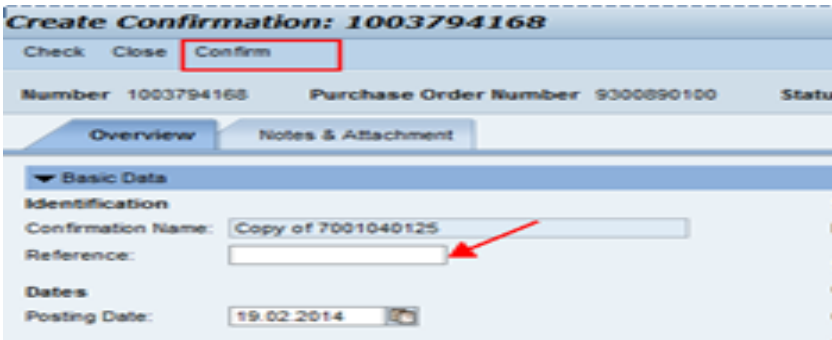 Create Confirmation: 1003794168
Check Close Confirm
Number 1003794168 Purchase Order Number 9300890100 Statu
Overview Notes & Attachment
Basic Data
Identification
Confirmation Name: Copy of 7001040125
Reference:
Dates
Posting Date: 19.02.2014